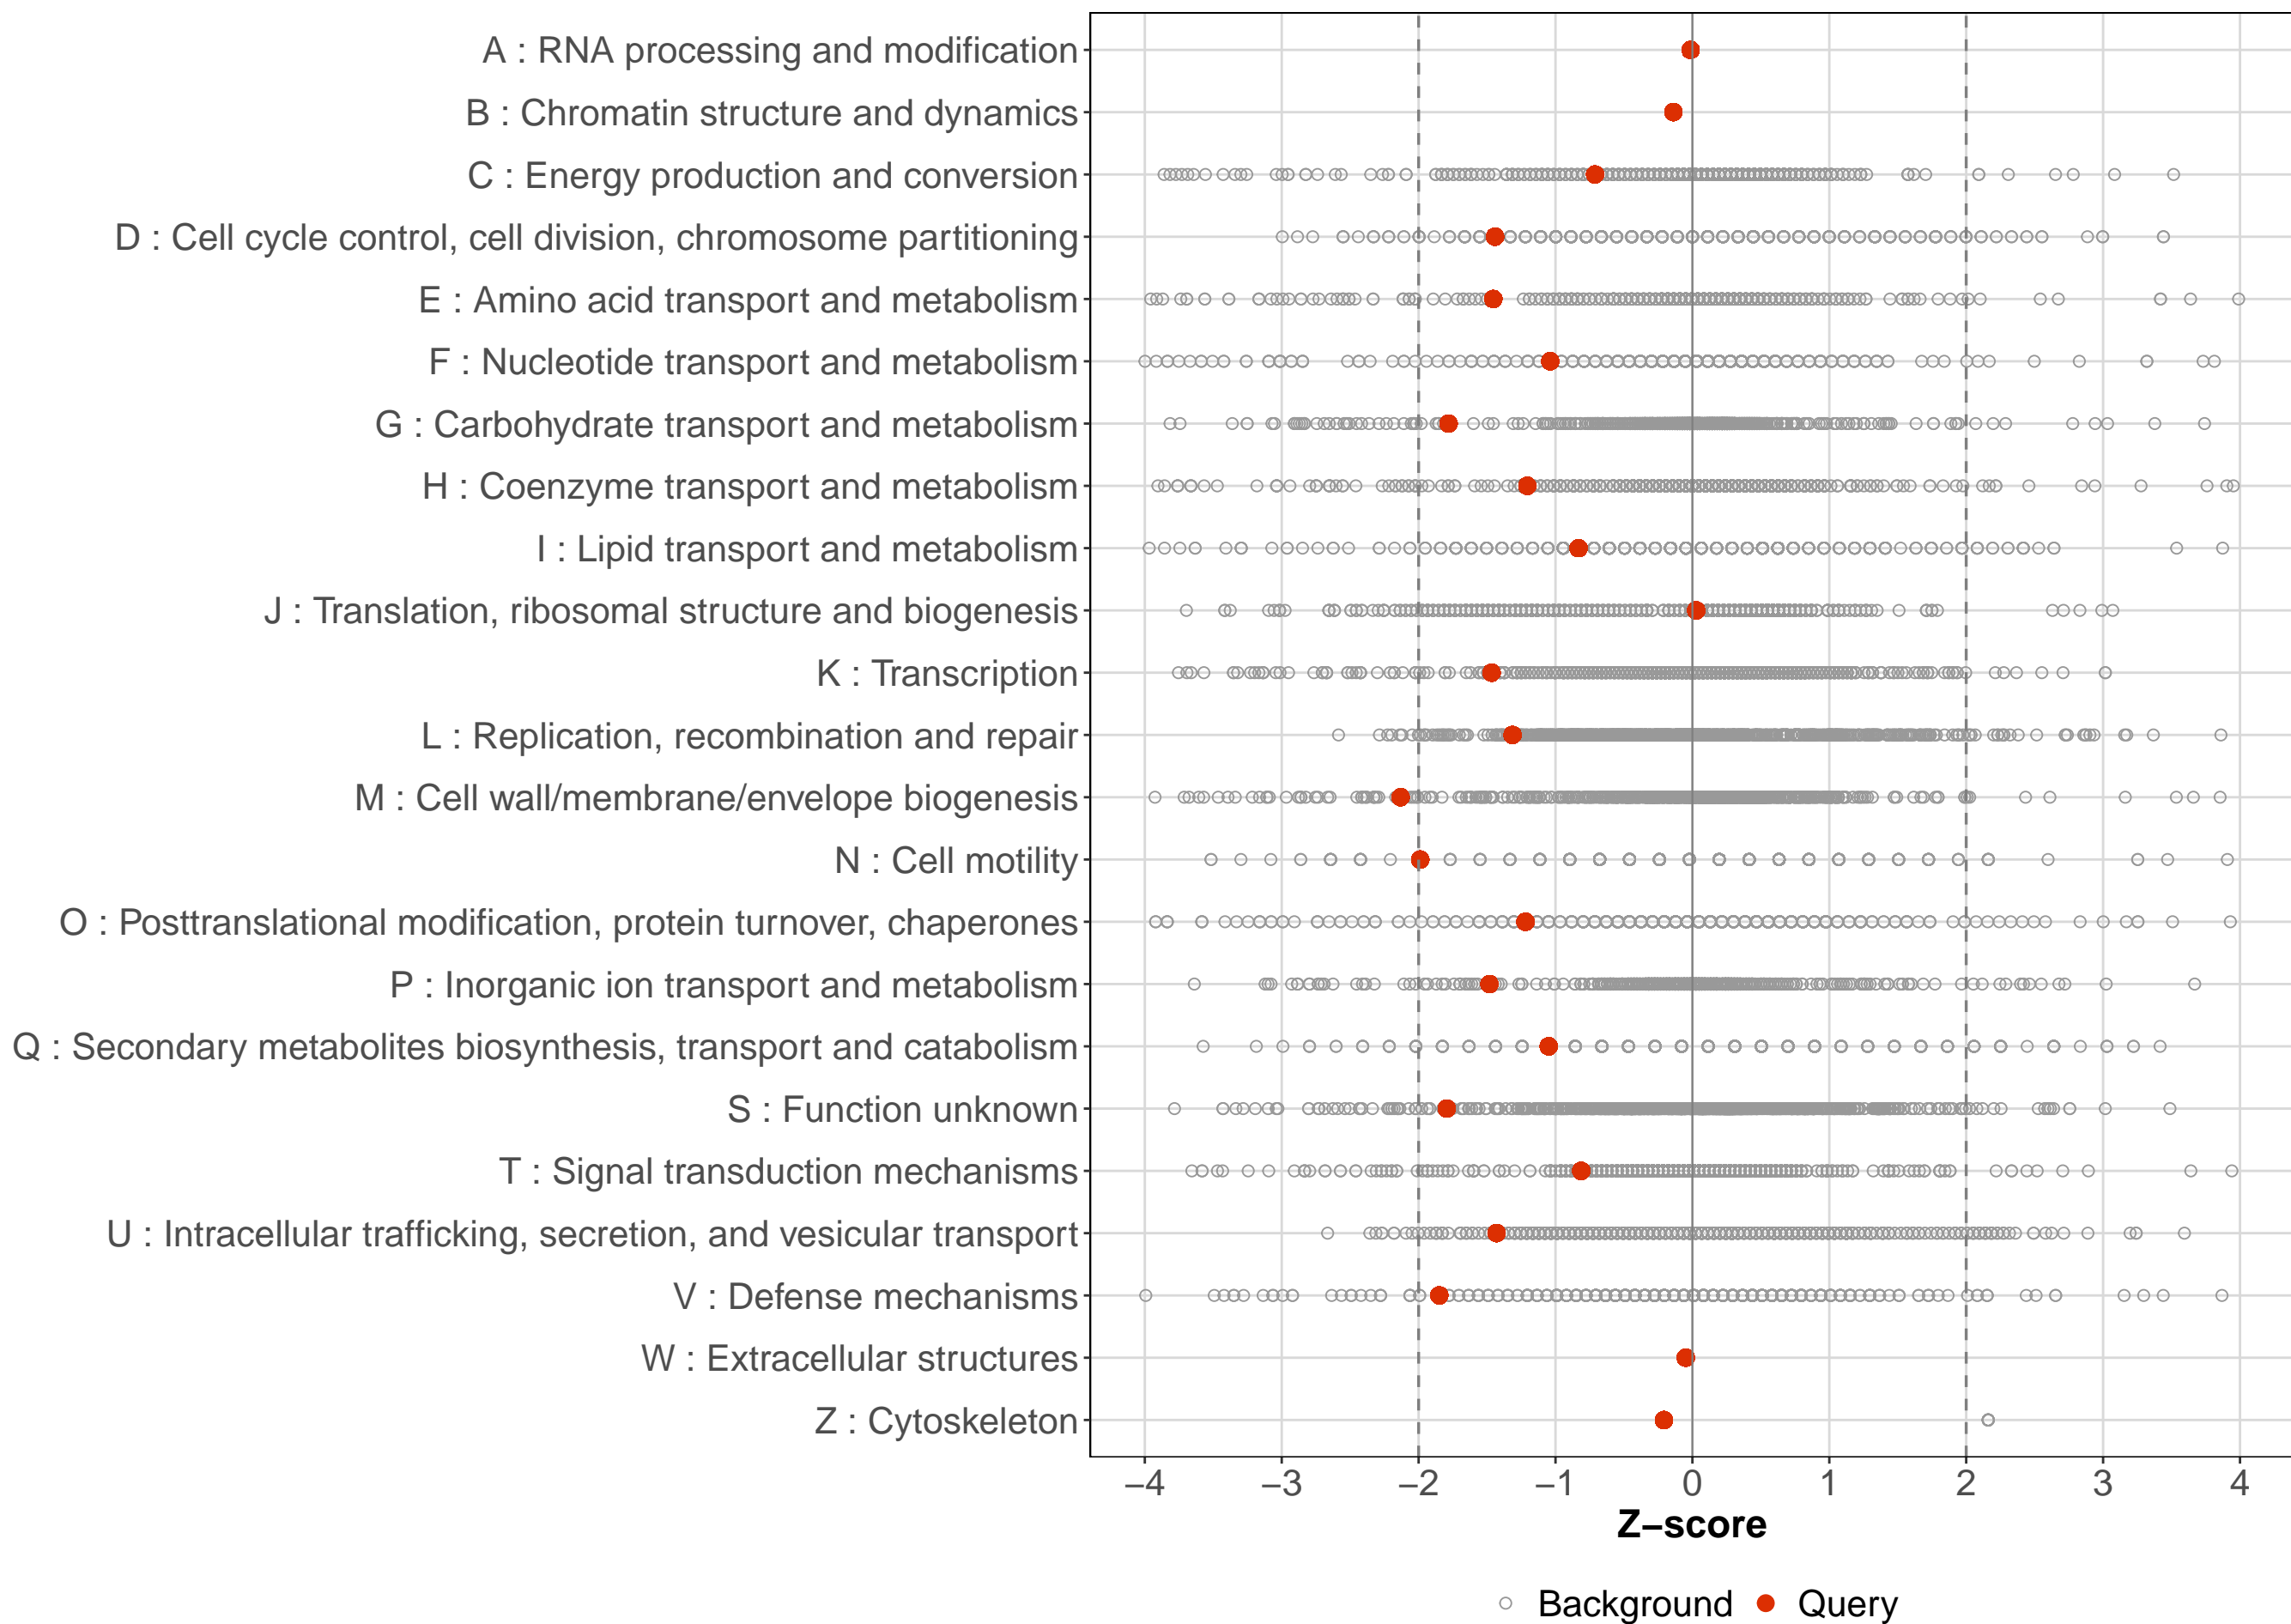 A : RNA processing and modification
B : Chromatin structure and dynamics
C : Energy production and conversion
D : Cell cycle control, cell division, chromosome partitioning
E : Amino acid transport and metabolism
F : Nucleotide transport and metabolism
G : Carbohydrate transport and metabolism
H : Coenzyme transport and metabolism
I : Lipid transport and metabolism
J : Translation, ribosomal structure and biogenesis
K : Transcription
L : Replication, recombination and repair
M : Cell wall/membrane/envelope biogenesis
N : Cell motility
O : Posttranslational modification, protein turnover, chaperones
P : Inorganic ion transport and metabolism
Q : Secondary metabolites biosynthesis, transport and catabolism
S : Function unknown
T : Signal transduction mechanisms
U : Intracellular trafficking, secretion, and vesicular transport
V : Defense mechanisms
W : Extracellular structures
Z : Cytoskeleton
−4 −3 −2 −1 0 1 2 3 4
Z−score
Background Query